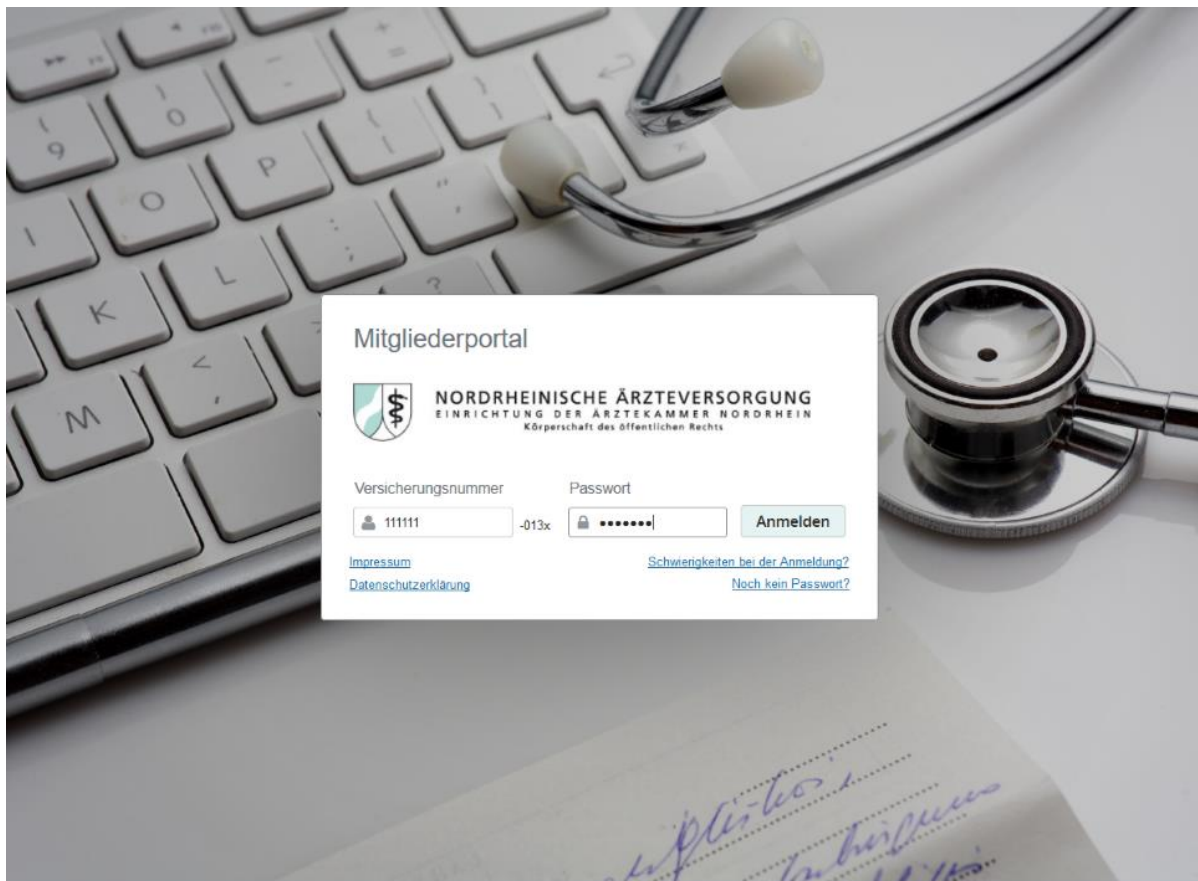 Mitgliederportal
NORDRHEINISCHE ÄRZTEVERSORGUNG
EINRICHTUNG DER ÄRZTEKAMMER NORDRHEIN
Körperschaft des öffentlichen Rechts
Versicherungsnummer Passwort
111111 -013x ●●●●●●● Anmelden
Impressum Schwierigkeiten bei der Anmeldung?
Datenschutzerklärung Noch kein Passwort?